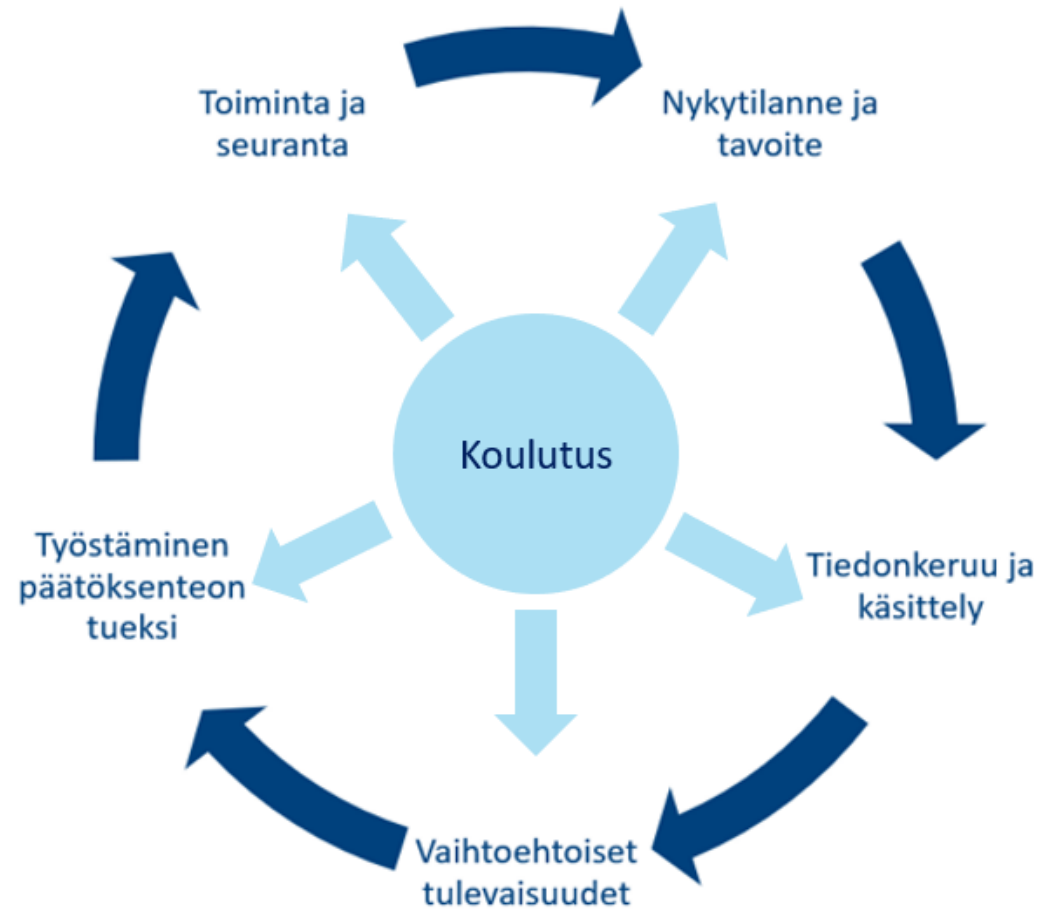 Toiminta ja
seuranta
Nykytilanne ja
tavoite
Koulutus
Työstäminen
päätöksenteon
tueksi
Tiedonkeruu ja
käsittely
Vaihtoehtoiset
tulevaisuudet